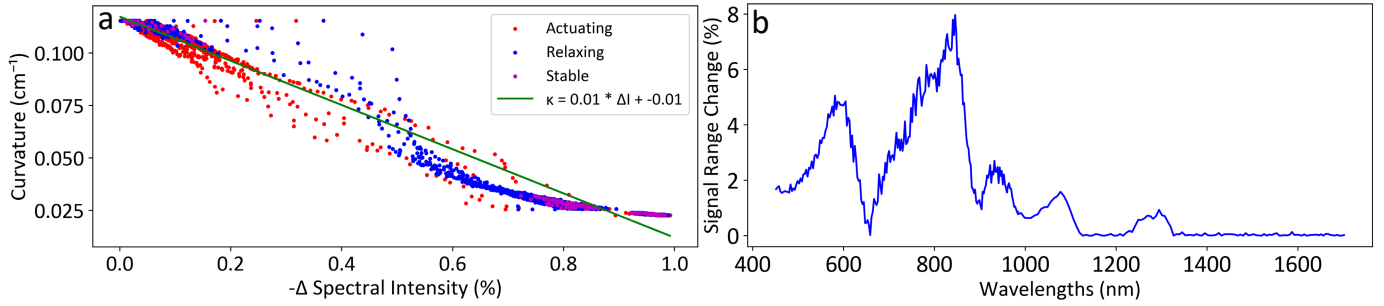 a
Actuating
Relaxing
Stable
κ = 0.01 * ΔI + -0.01
0.100
0.075
0.050
0.025
Curvature (cm⁻¹)
0.0 0.2 0.4 0.6 0.8 1.0
-Δ Spectral Intensity (%)
b
8
6
4
2
0
Signal Range Change (%)
400 600 800 1000 1200 1400 1600
Wavelengths (nm)